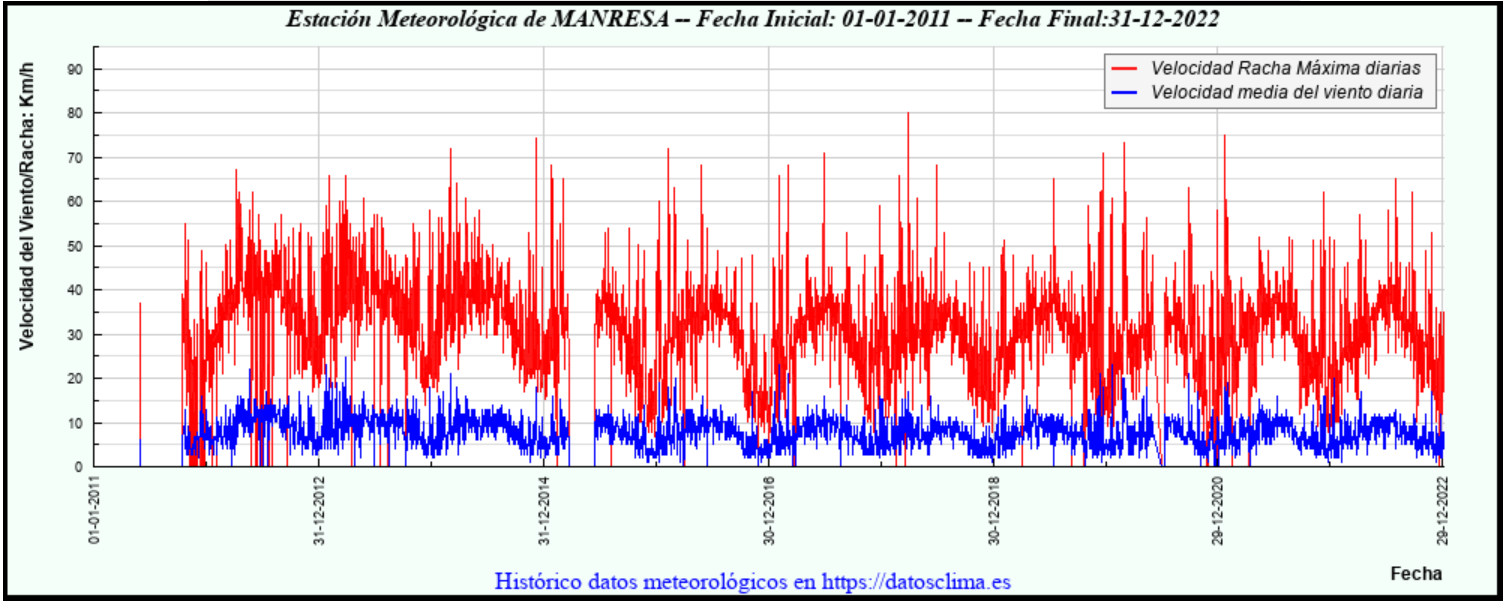 Estación Meteorológica de MANRESA -- Fecha Inicial: 01-01-2011 -- Fecha Final:31-12-2022
Velocidad del Viento/Racha: Km/h
90
80
70
60
50
40
30
20
10
0
Velocidad Racha Máxima diarias
Velocidad media del viento diaria
01-01-2011
31-12-2012
31-12-2014
30-12-2016
30-12-2018
29-12-2020
29-12-2022
Fecha
Histórico datos meteorológicos en https://datosclima.es